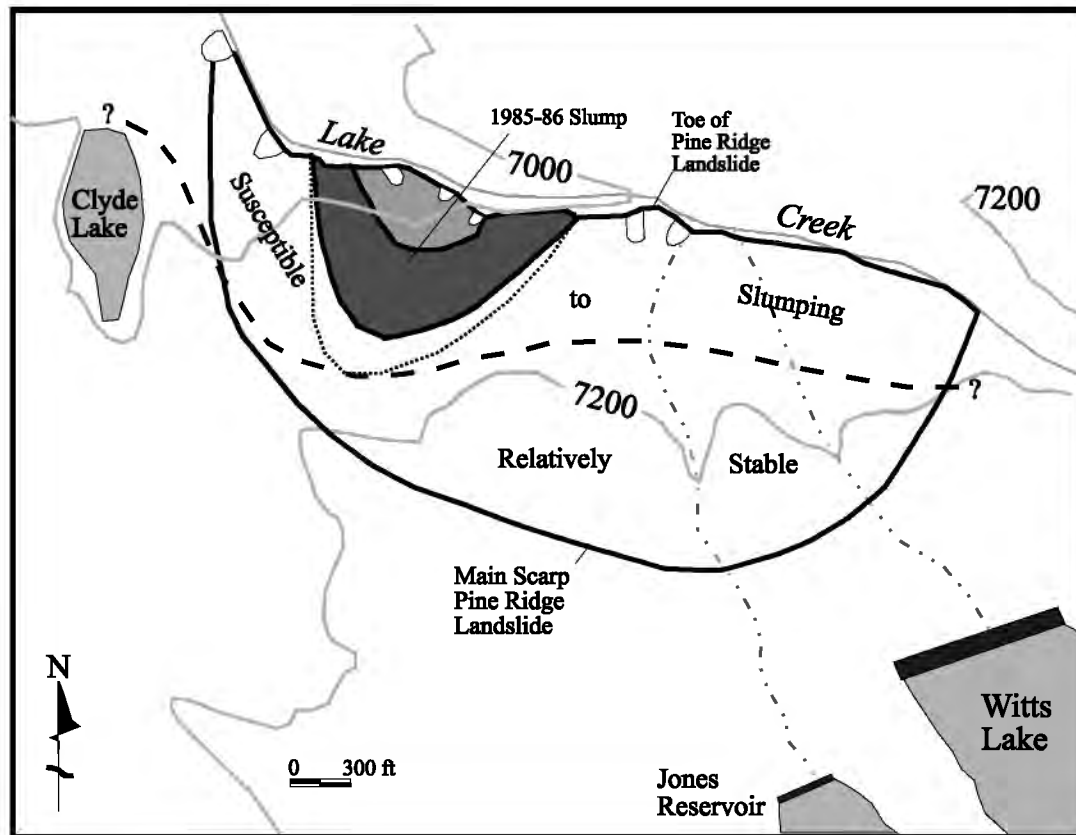 1985-86 Slump
Toe of
Pine Ridge
Landslide
Lake
7000
7200
?
Clyde
Lake
Susceptible
Creek
to
Slumping
7200
?
Relatively
Stable
Main Scarp
Pine Ridge
Landslide
N
0 300 ft
Witts
Lake
Jones
Reservoir